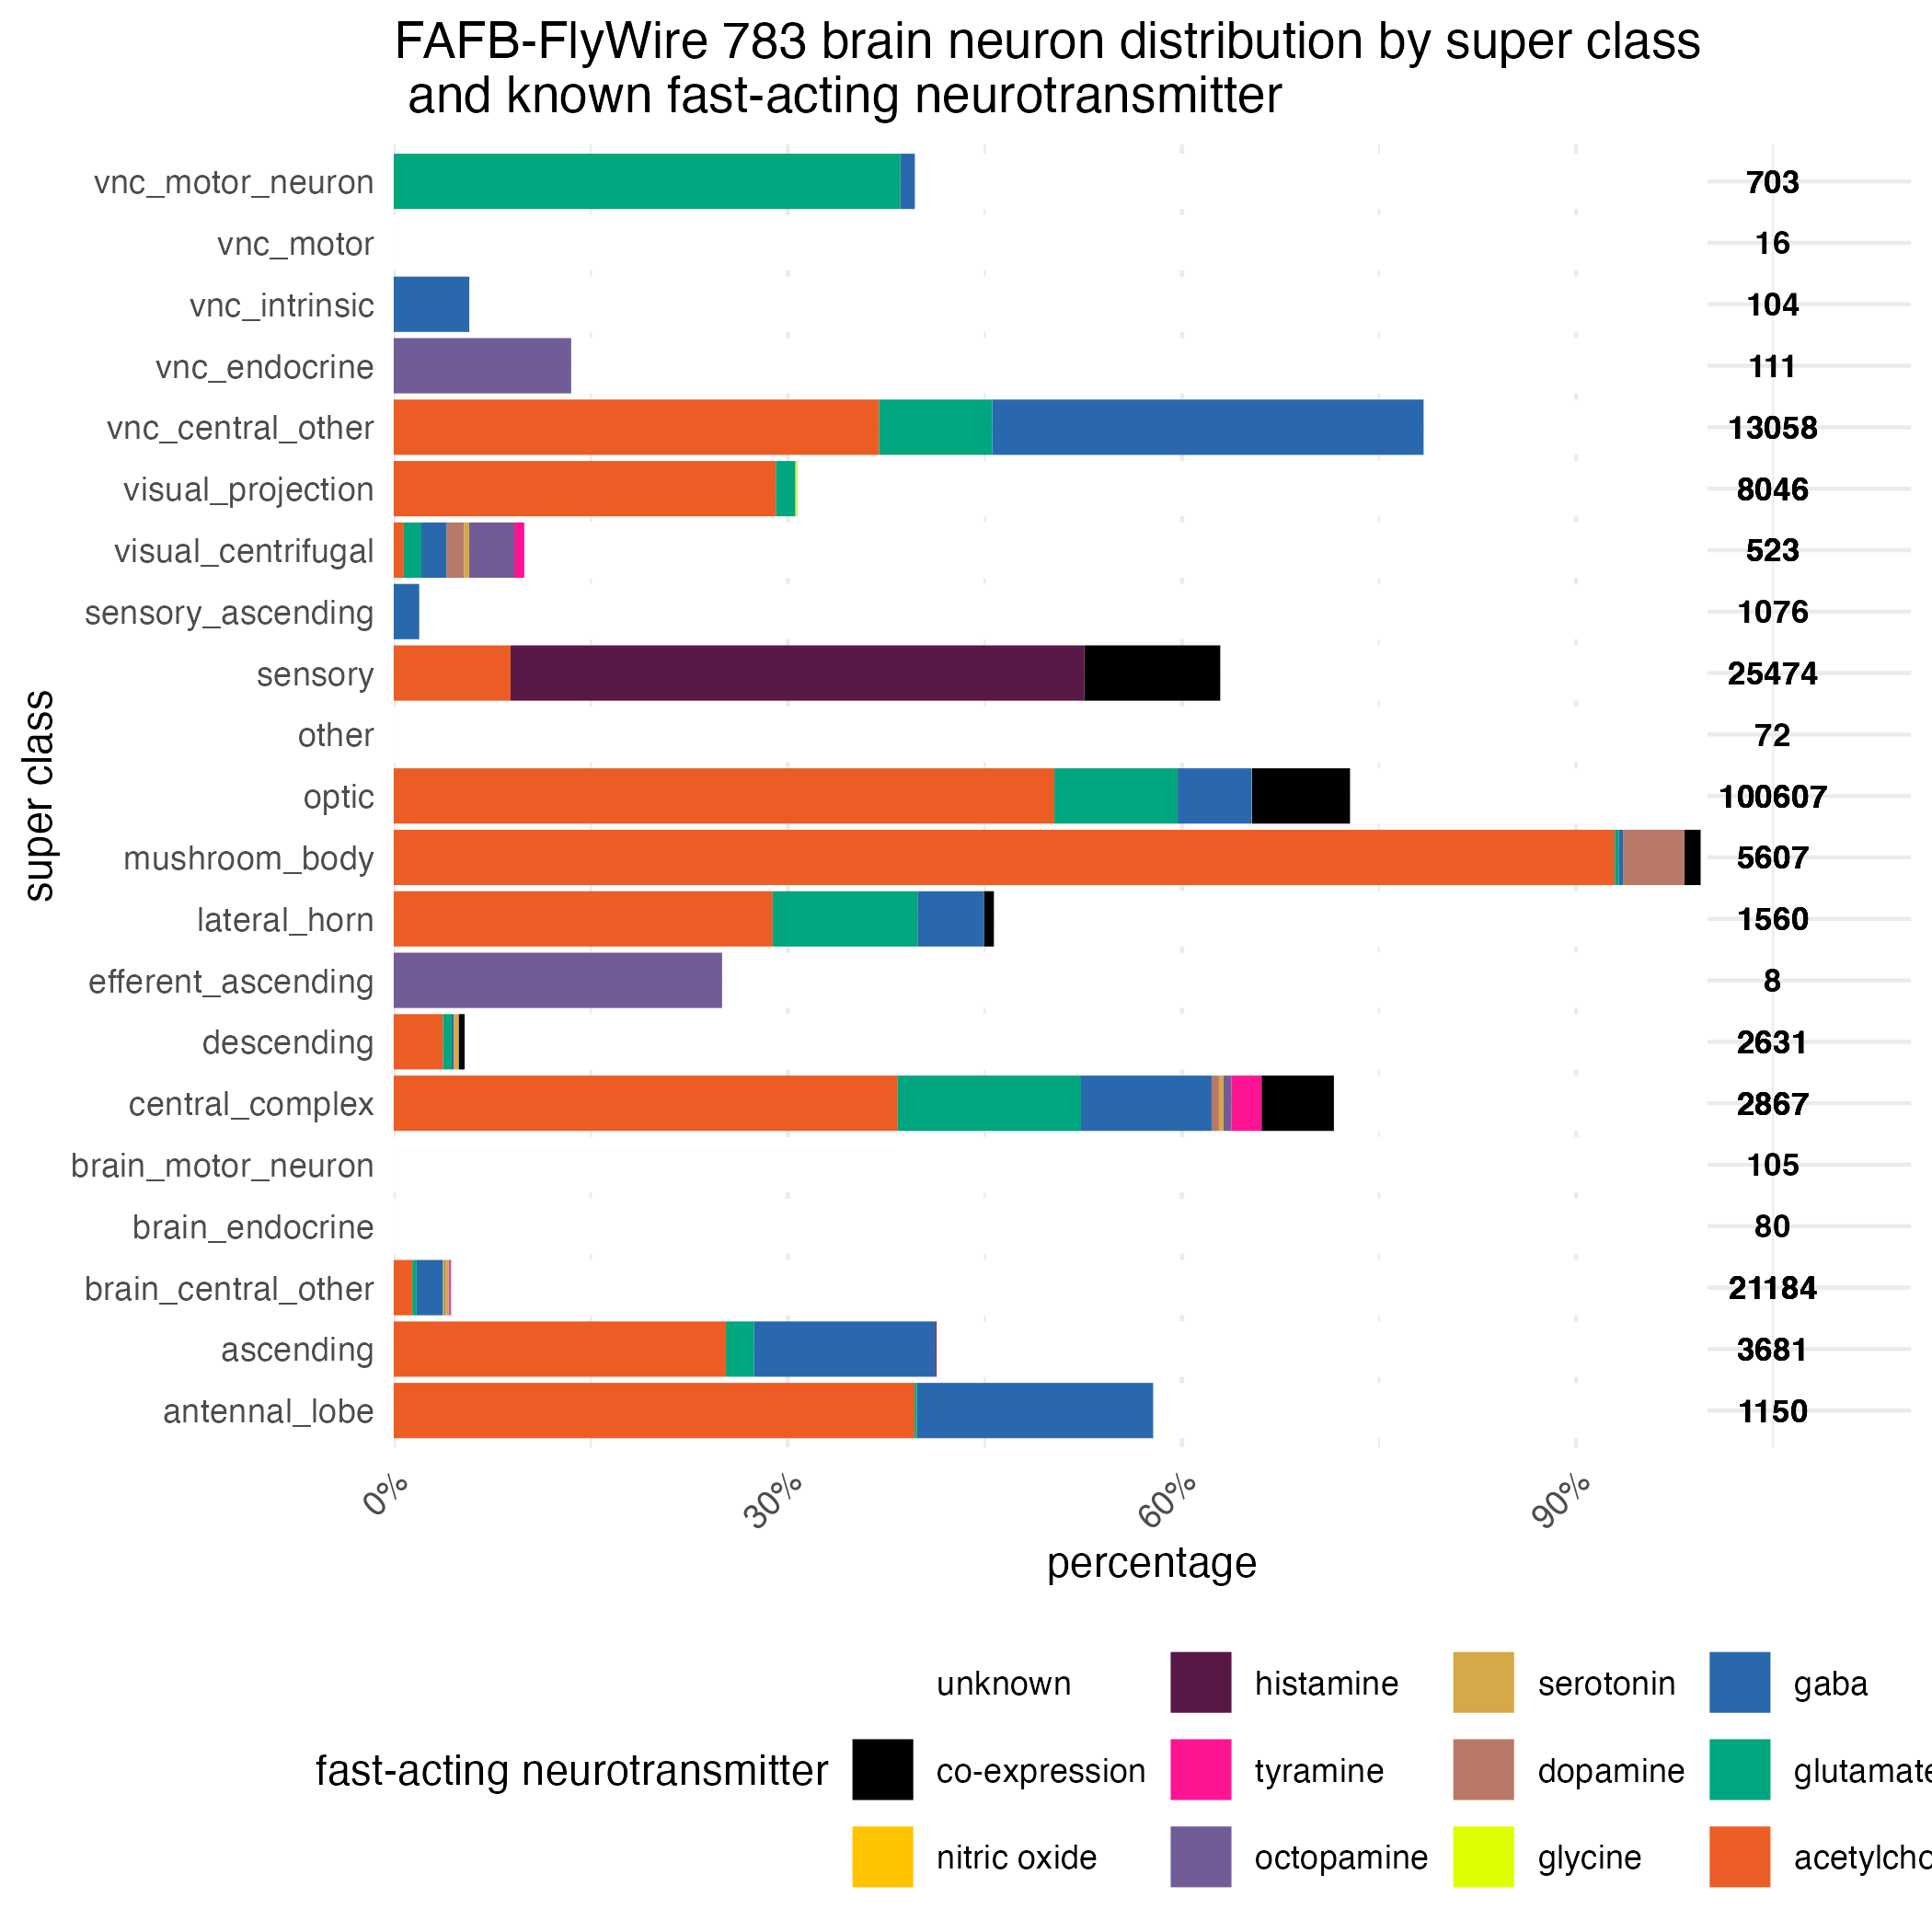 FAFB-FlyWire 783 brain neuron distribution by super class
and known fast-acting neurotransmitter
super class
vnc_motor_neuron 703
vnc_motor 16
vnc_intrinsic 104
vnc_endocrine 111
vnc_central_other 13058
visual_projection 8046
visual_centrifugal 523
sensory_ascending 1076
sensory 25474
other 72
optic 100607
mushroom_body 5607
lateral_horn 1560
efferent_ascending 8
descending 2631
central_complex 2867
brain_motor_neuron 105
brain_endocrine 80
brain_central_other 21184
ascending 3681
antennal_lobe 1150
0% 30% 60% 90%
percentage
fast-acting neurotransmitter
unknown histamine serotonin gaba
co-expression tyramine dopamine glutamate
nitric oxide octopamine glycine acetylcho